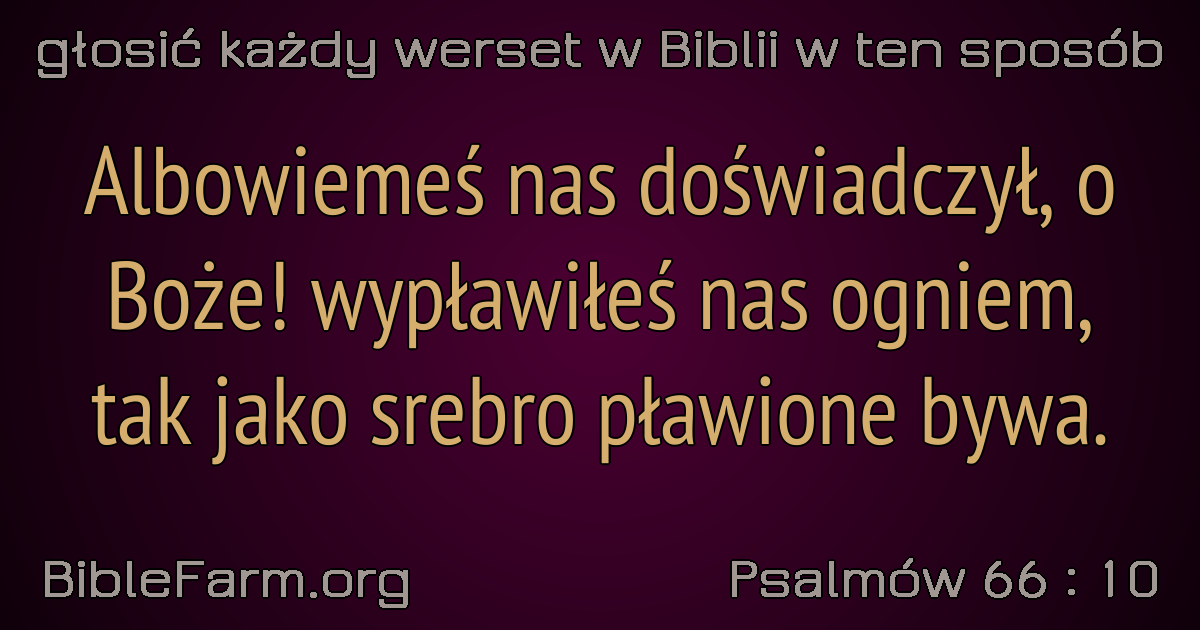 głosić każdy werset w Biblii w ten sposób
Albowiemeś nas doświadczył, o
Boże! wypławiłeś nas ogniem,
tak jako srebro pławione bywa.
BibleFarm.org
Psalmów 66 : 10